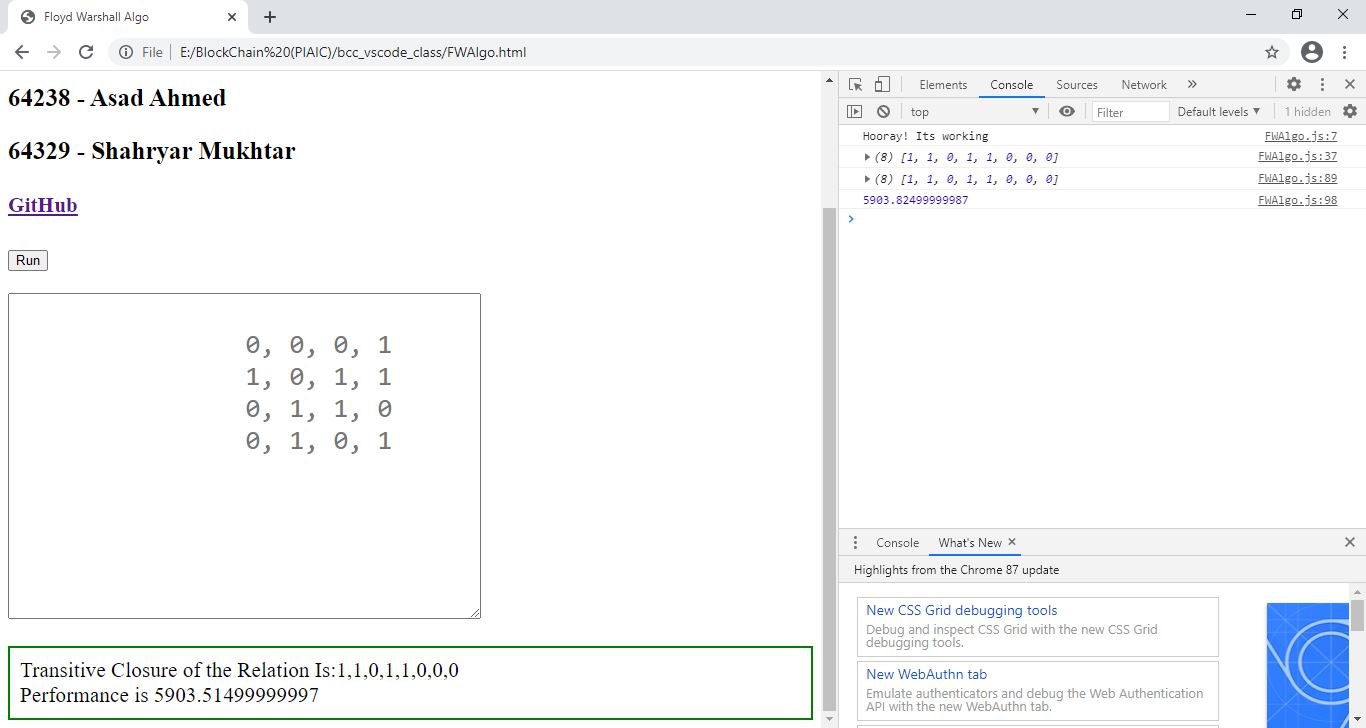 Floyd Warshall Algo
File E:/BlockChain%20(PIAIC)/bcc_vscode_class/FWAlgo.html
64238 - Asad Ahmed
64329 - Shahryar Mukhtar
GitHub
Run
0, 0, 0, 1
1, 0, 1, 1
0, 1, 1, 0
0, 1, 0, 1
Transitive Closure of the Relation Is:1,1,0,1,1,0,0,0
Performance is 5903.51499999997
Elements Console Sources Network »
top Filter Default levels 1 hidden
Hooray! Its working FWAlgo.js:7
(8) [1, 1, 0, 1, 1, 0, 0, 0] FWAlgo.js:37
(8) [1, 1, 0, 1, 1, 0, 0, 0] FWAlgo.js:89
5903.82499999987 FWAlgo.js:98
Console What's New
Highlights from the Chrome 87 update
New CSS Grid debugging tools
Debug and inspect CSS Grid with the new CSS Grid
debugging tools.
New WebAuthn tab
Emulate authenticators and debug the Web Authentication
API with the new WebAuthn tab.